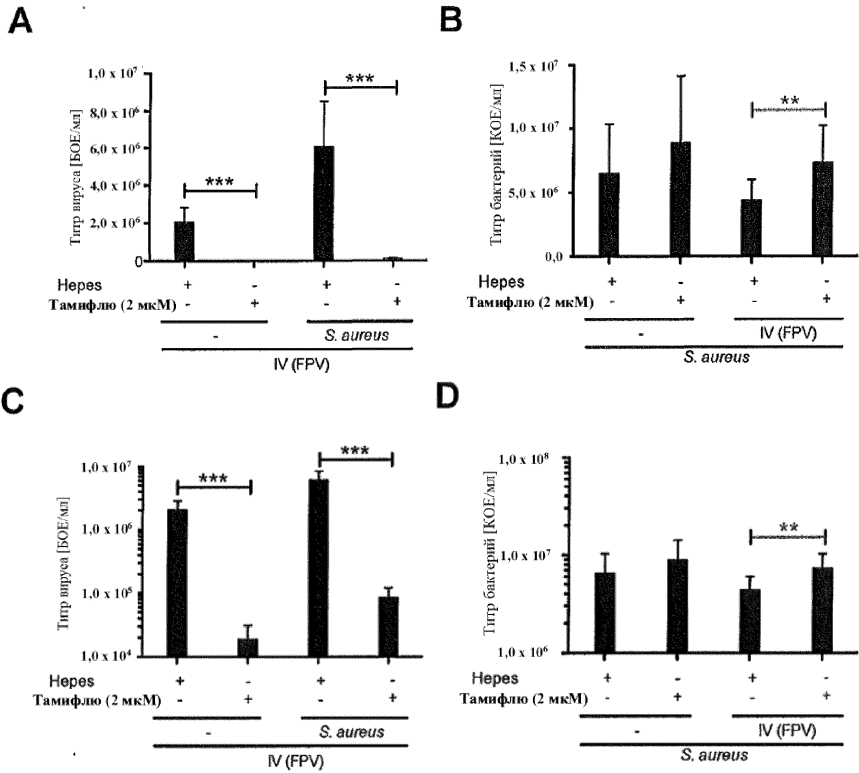 A
Титр вируса [БОЕ/мл]
1,0 x 10⁷
8,0 x 10⁶
6,0 x 10⁶
4,0 x 10⁶
2,0 x 10⁶
0
***
***
Hepes + - + -
Тамифлю (2 мкМ) - + - +
- S. aureus
IV (FPV)
B
Титр бактерий [КОЕ/мл]
1,5 x 10⁷
1,0 x 10⁷
5,0 x 10⁶
0,0
**
Hepes + - + -
Тамифлю (2 мкМ) - + - +
- IV (FPV)
S. aureus
C
Титр вируса [БОЕ/мл]
1,0 x 10⁷
1,0 x 10⁶
1,0 x 10⁵
1,0 x 10⁴
***
***
Hepes + - + -
Тамифлю (2 мкМ) - + - +
- S. aureus
IV (FPV)
D
Титр бактерий [КОЕ/мл]
1,0 x 10⁸
1,0 x 10⁷
1,0 x 10⁶
**
Hepes + - + -
Тамифлю (2 мкМ) - + - +
- IV (FPV)
S. aureus